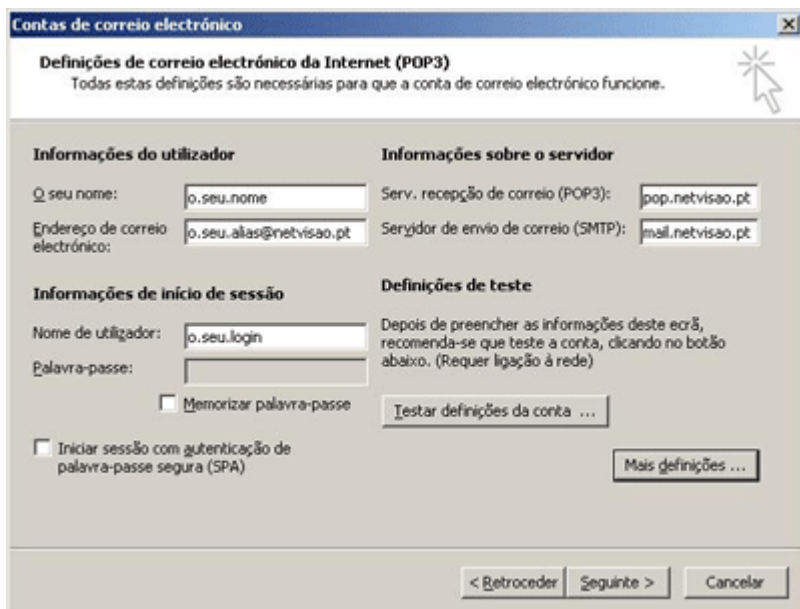 Contas de correio electrónico
Definições de correio electrónico da Internet (POP3)
Todas estas definições são necessárias para que a conta de correio electrónico funcione.
Informações do utilizador
O seu nome:
o.seu.nome
Endereço de correio
electrónico:
o.seu.alias@netvisao.pt
Informações de início de sessão
Nome de utilizador:
o.seu.login
Palavra-passe:
Memorizar palavra-passe
Iniciar sessão com autenticação de
palavra-passe segura (SPA)
Informações sobre o servidor
Serv. recepção de correio (POP3):
pop.netvisao.pt
Servidor de envio de correio (SMTP):
mail.netvisao.pt
Definições de teste
Depois de preencher as informações deste ecrã,
recomenda-se que teste a conta, clicando no botão
abaixo. (Requer ligação à rede)
Testar definições da conta ...
Mais definições ...
< Retroceder
Seguinte >
Cancelar